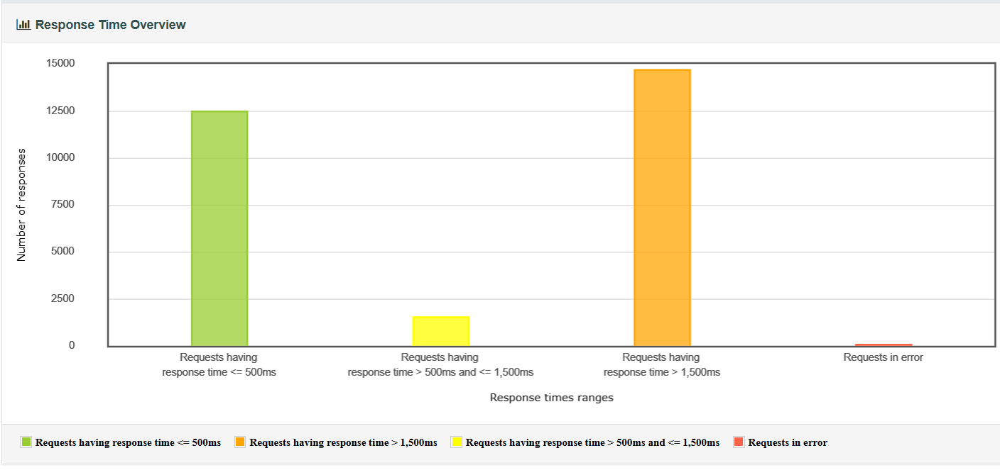 Response Time Overview
15000
12500
10000
7500
5000
2500
0
Number of responses
Requests having
response time <= 500ms
Requests having
response time > 500ms and <= 1,500ms
Requests having
response time > 1,500ms
Requests in error
Response times ranges
Requests having response time <= 500ms
Requests having response time > 1,500ms
Requests having response time > 500ms and <= 1,500ms
Requests in error